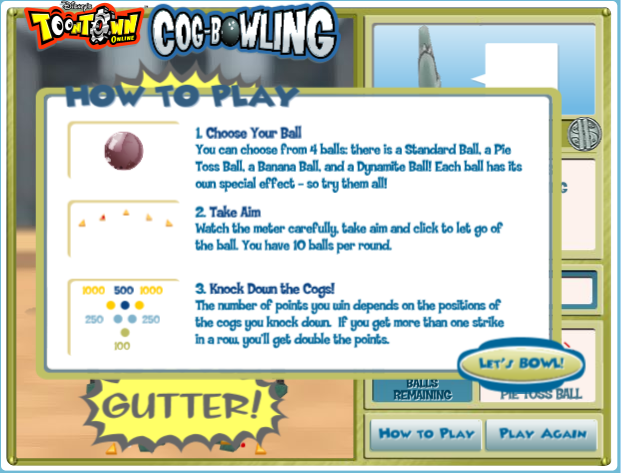 Disney's
TOONTOWN
ONLINE
COG-BOWLING
HOW TO PLAY
1. Choose Your Ball
You can choose from 4 balls: there is a Standard Ball, a Pie
Toss Ball, a Banana Ball, and a Dynamite Ball! Each ball has its
own special effect - so try them all!
2. Take Aim
Watch the meter carefully, take aim and click to let go of
the ball. You have 10 balls per round.
1000 500 1000
250 250
100
3. Knock Down the Cogs!
The number of points you win depends on the positions of
the cogs you knock down. If you get more than one strike
in a row, you'll get double the points.
LET'S BOWL!
GUTTER!
BALLS
REMAINING
PIE TOSS BALL
HOW TO PLAY
PLAY AGAIN